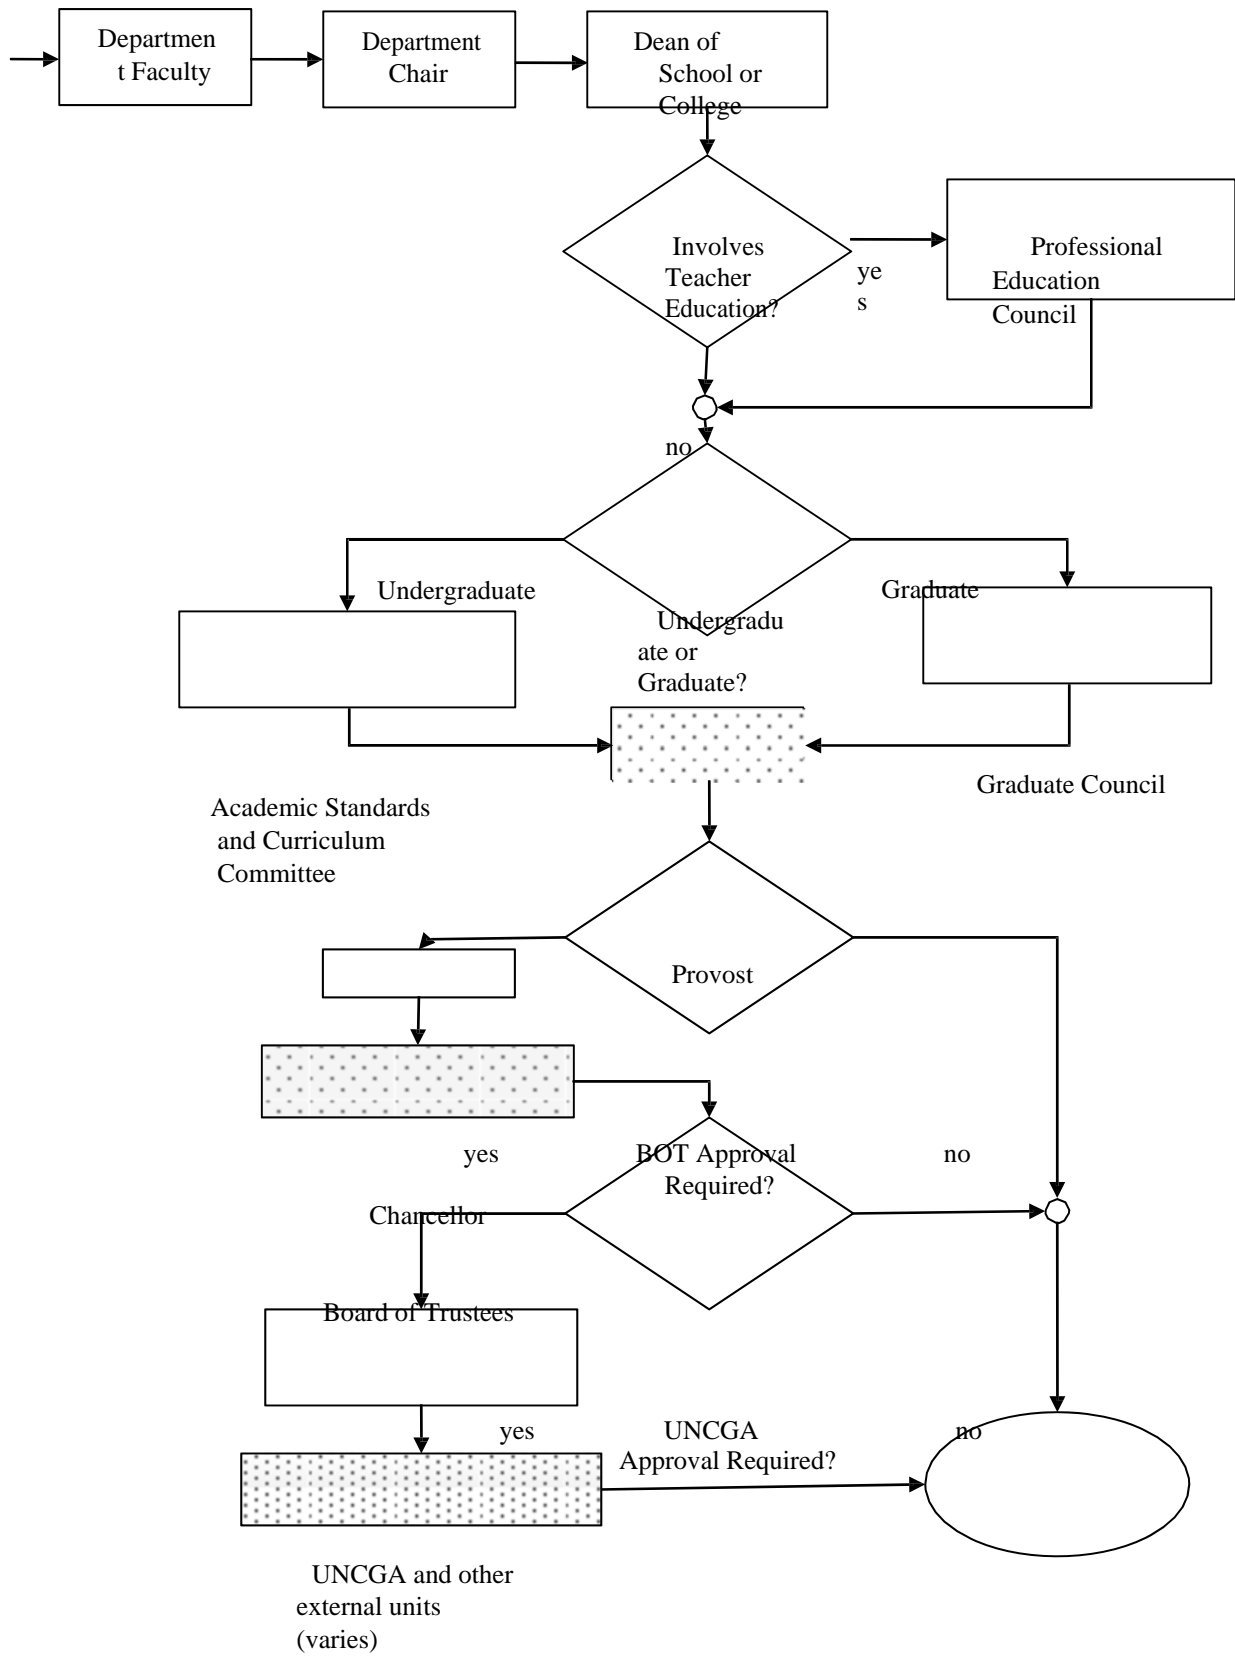 Departmen
t Faculty
Department
Chair
Dean of
School or
College
Involves
Teacher
Education?
ye
s
Professional
Education
Council
no
Undergraduate
Graduate
Undergradu
ate or
Graduate?
Graduate Council
Academic Standards
and Curriculum
Committee
Provost
yes
BOT Approval
Required?
no
Chancellor
Board of Trustees
yes
UNCGA
Approval Required?
no
UNCGA and other
external units
(varies)